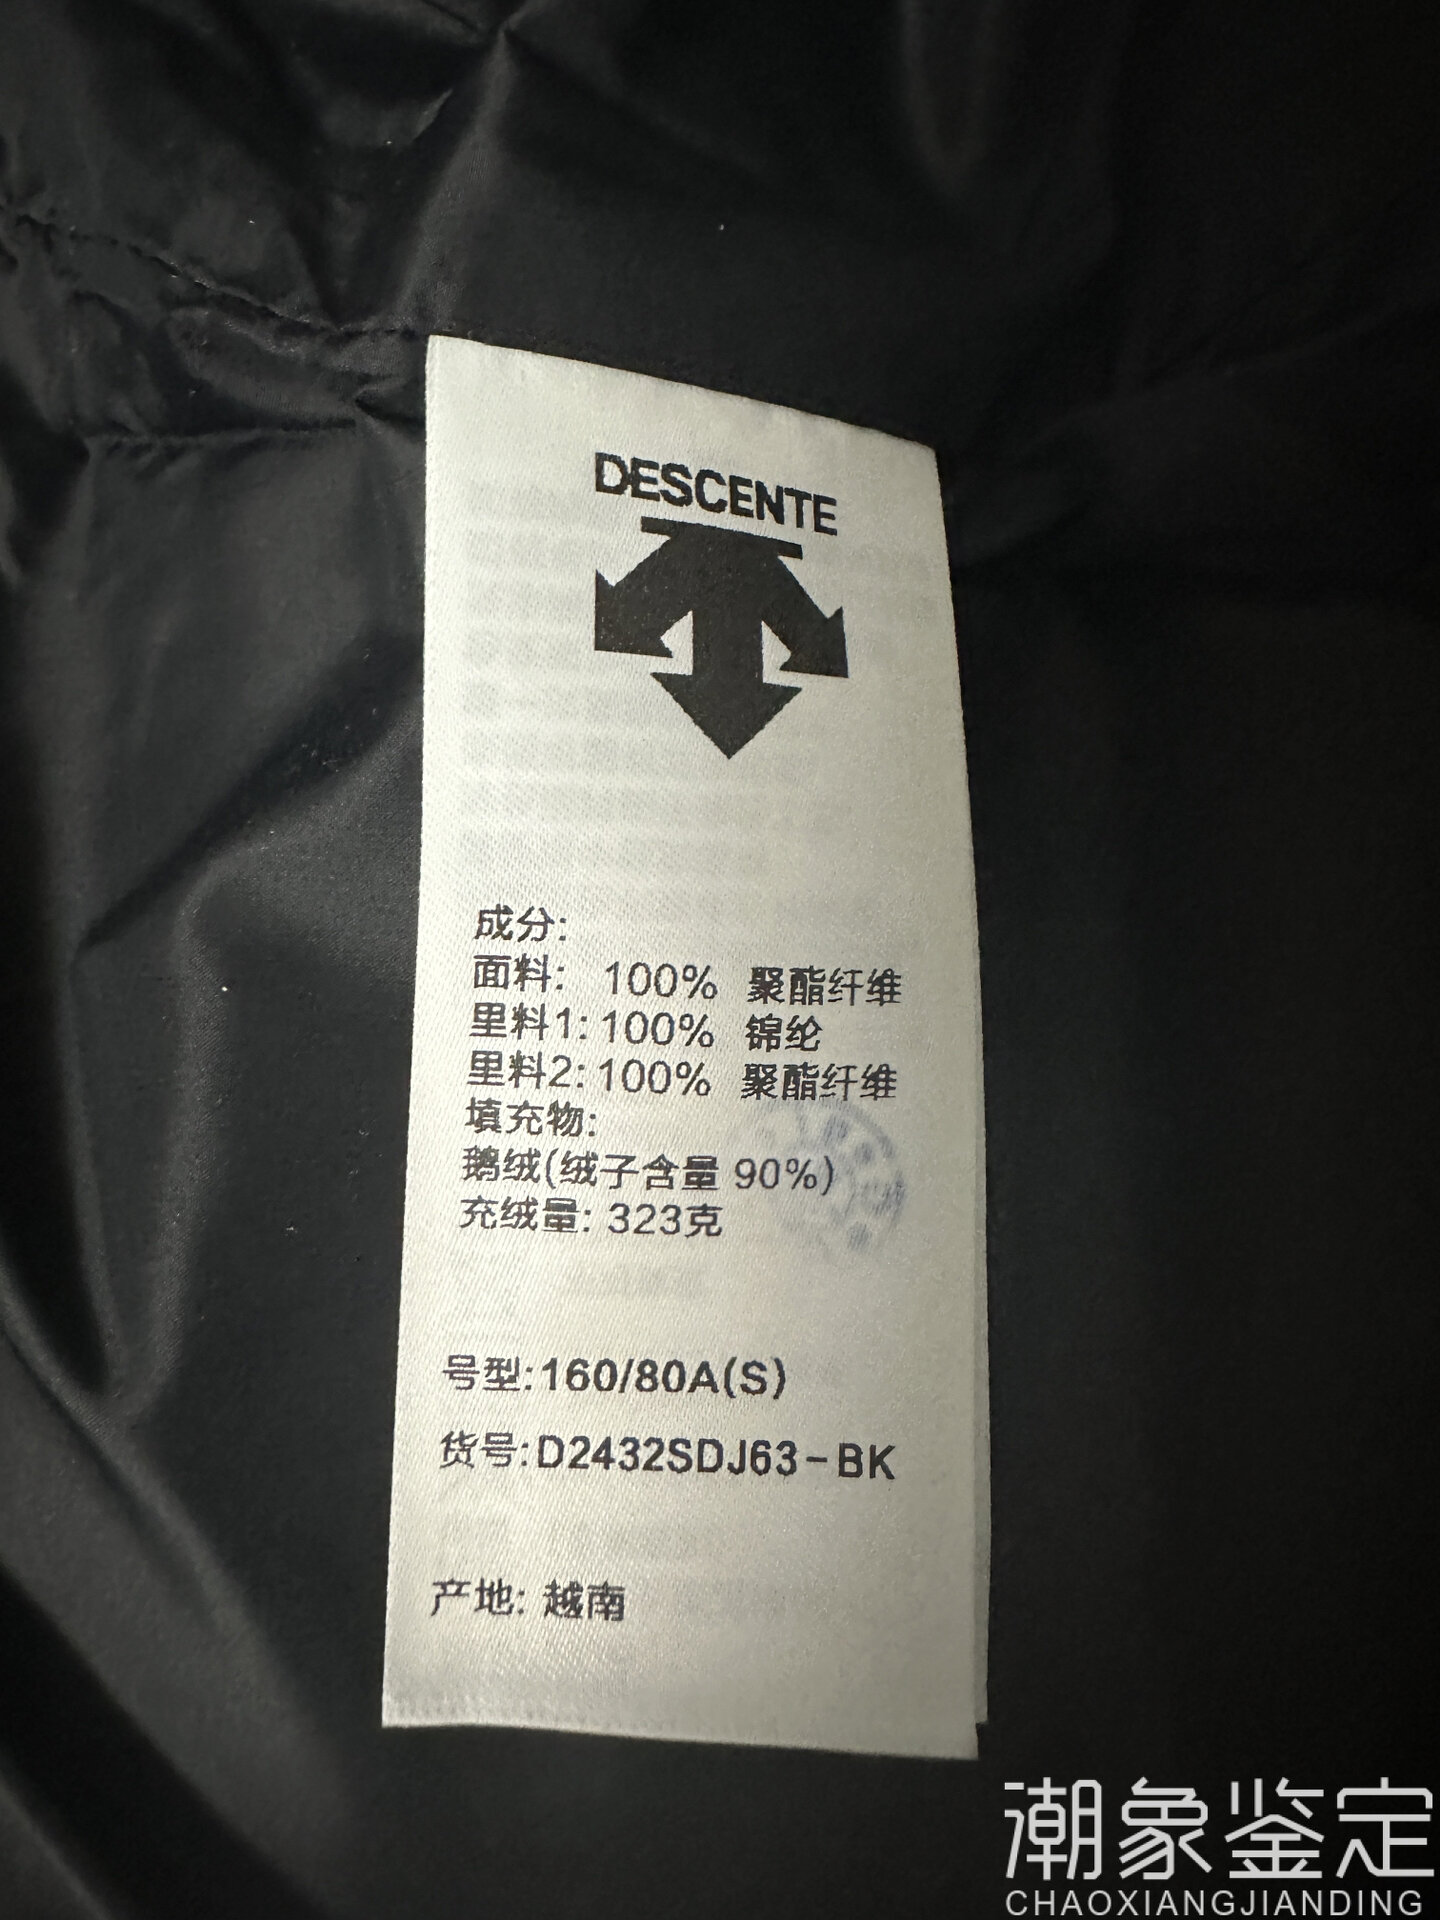 DESCENTE
成分:
面料: 100% 聚酯纤维
里料1: 100% 锦纶
里料2: 100% 聚酯纤维
填充物:
鹅绒(绒子含量 90%)
充绒量: 323克
号型: 160/80A(S)
货号: D2432SDJ63-BK
产地: 越南
潮象鉴定
CHAOXIANGJIANDING